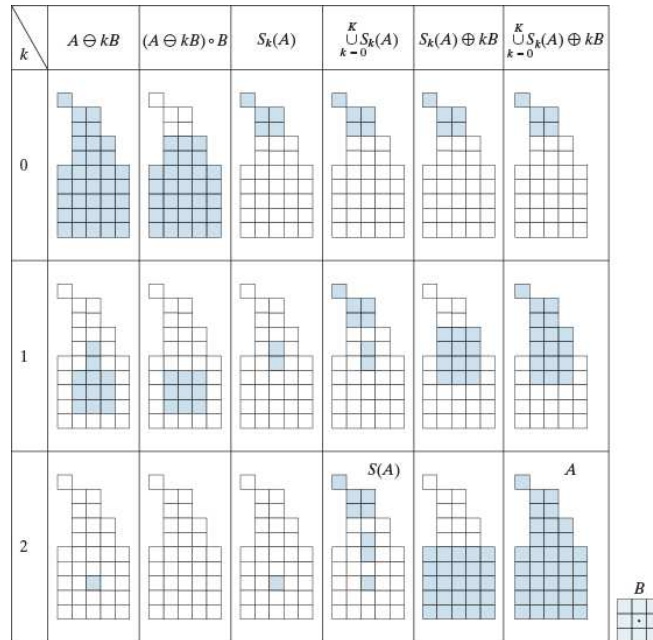 k
A ⊖ kB
(A ⊖ kB) ∘ B
S_k(A)
K
∪ S_k(A)
k = 0
S_k(A) ⊕ kB
K
∪ S_k(A) ⊕ kB
k = 0
0
1
2
S(A)
A
B